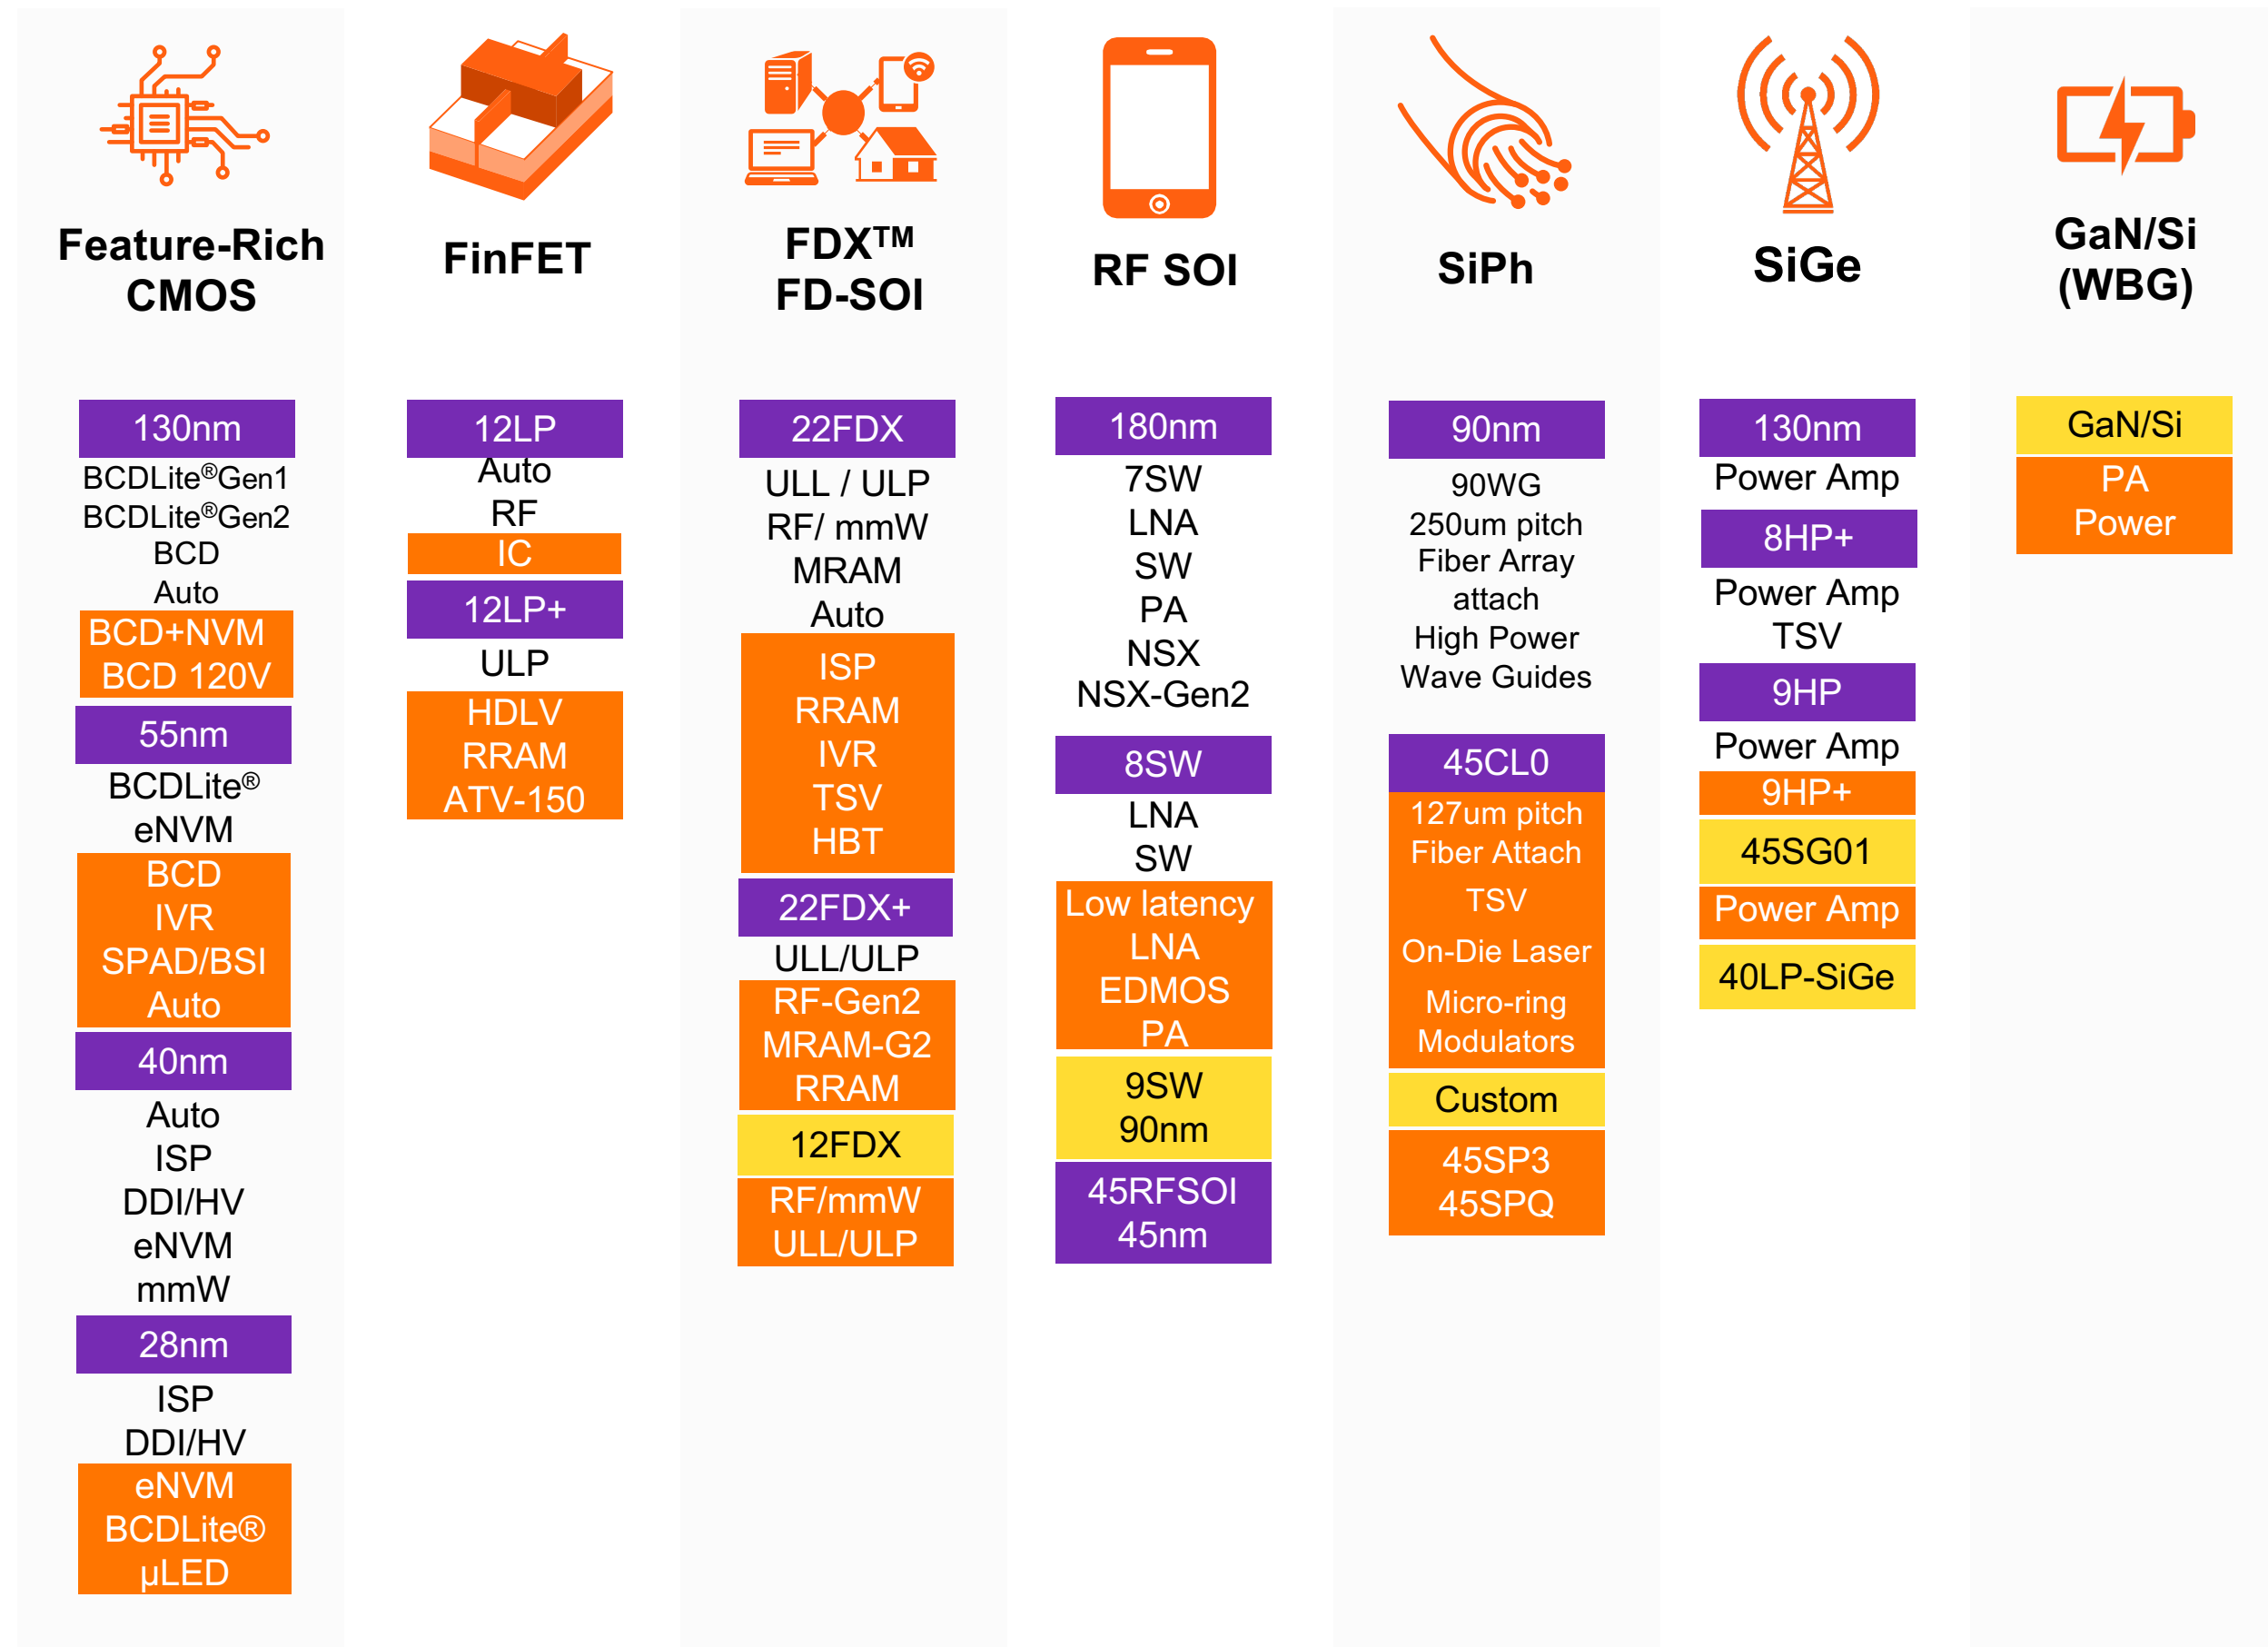 Feature-Rich
CMOS
130nm
BCDLite®Gen1
BCDLite®Gen2
BCD
Auto
BCD+NVM
BCD 120V
55nm
BCDLite®
eNVM
BCD
IVR
SPAD/BSI
Auto
40nm
Auto
ISP
DDI/HV
eNVM
mmW
28nm
ISP
DDI/HV
eNVM
BCDLite®
µLED
FinFET
12LP
Auto
RF
IC
12LP+
ULP
HDLV
RRAM
ATV-150
FDX™
FD-SOI
22FDX
ULL / ULP
RF/ mmW
MRAM
Auto
ISP
RRAM
IVR
TSV
HBT
22FDX+
ULL/ULP
RF-Gen2
MRAM-G2
RRAM
12FDX
RF/mmW
ULL/ULP
RF SOI
180nm
7SW
LNA
SW
PA
NSX
NSX-Gen2
8SW
LNA
SW
Low latency
LNA
EDMOS
PA
9SW
90nm
45RFSOI
45nm
SiPh
90nm
90WG
250um pitch
Fiber Array
attach
High Power
Wave Guides
45CL0
127um pitch
Fiber Attach
TSV
On-Die Laser
Micro-ring
Modulators
Custom
45SP3
45SPQ
SiGe
130nm
Power Amp
8HP+
Power Amp
TSV
9HP
Power Amp
9HP+
45SG01
Power Amp
40LP-SiGe
GaN/Si
(WBG)
GaN/Si
PA
Power